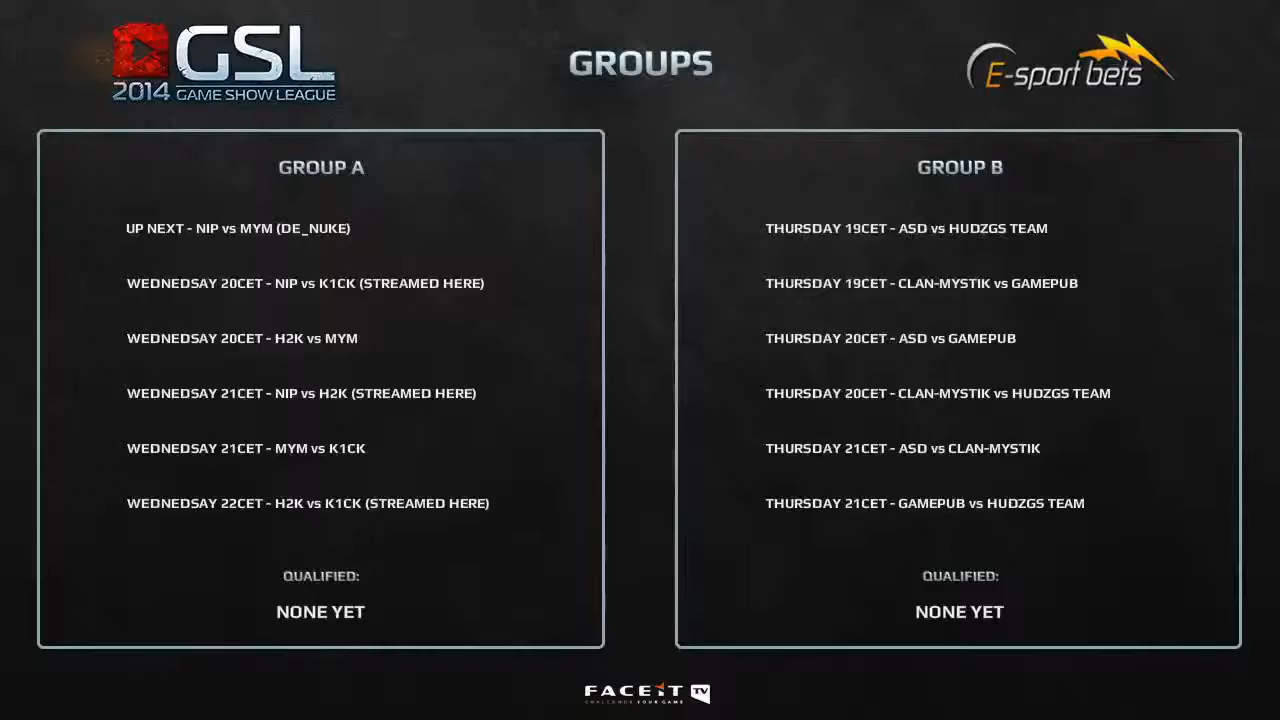 GSL
2014 GAME SHOW LEAGUE
GROUPS
E-sport bets
GROUP A
UP NEXT - NIP vs MYM (DE_NUKE)
WEDNEDSAY 20CET - NIP vs K1CK (STREAMED HERE)
WEDNEDSAY 20CET - H2K vs MYM
WEDNEDSAY 21CET - NIP vs H2K (STREAMED HERE)
WEDNEDSAY 21CET - MYM vs K1CK
WEDNEDSAY 22CET - H2K vs K1CK (STREAMED HERE)
QUALIFIED:
NONE YET
GROUP B
THURSDAY 19CET - ASD vs HUDZGS TEAM
THURSDAY 19CET - CLAN-MYSTIK vs GAMEPUB
THURSDAY 20CET - ASD vs GAMEPUB
THURSDAY 20CET - CLAN-MYSTIK vs HUDZGS TEAM
THURSDAY 21CET - ASD vs CLAN-MYSTIK
THURSDAY 21CET - GAMEPUB vs HUDZGS TEAM
QUALIFIED:
NONE YET
FACEIT TV
CHALLENGE YOUR GAME